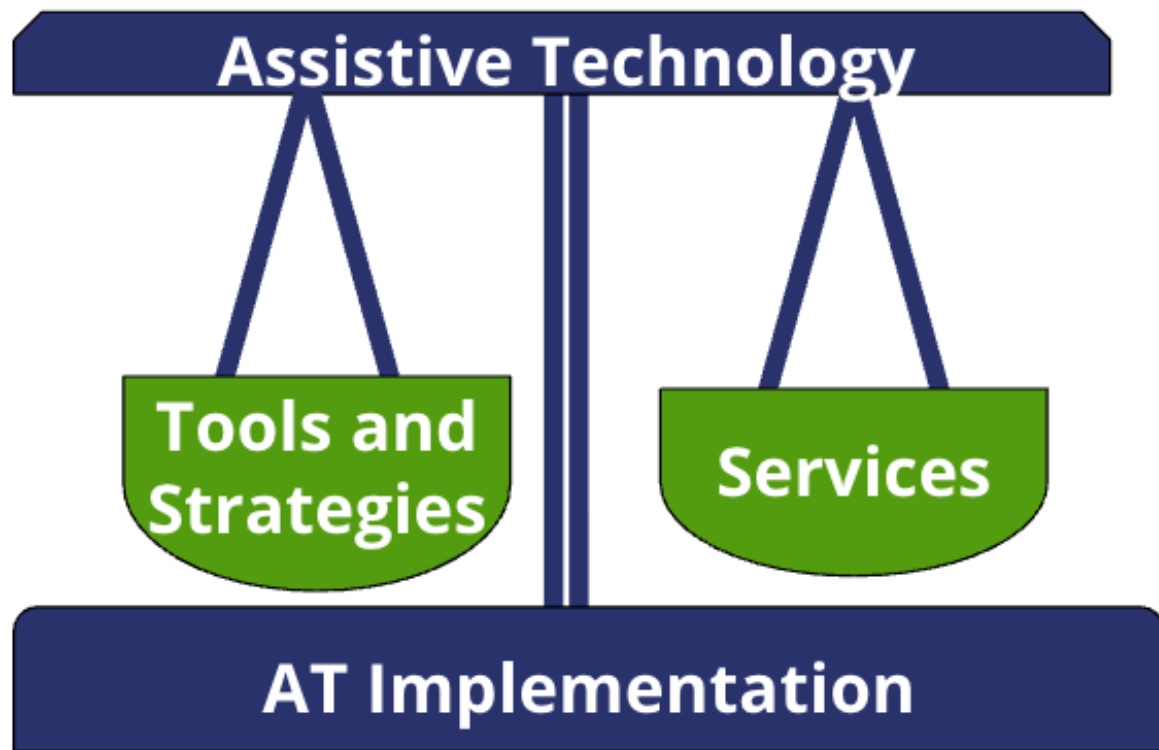 Assistive Technology
Tools and
Strategies
Services
AT Implementation